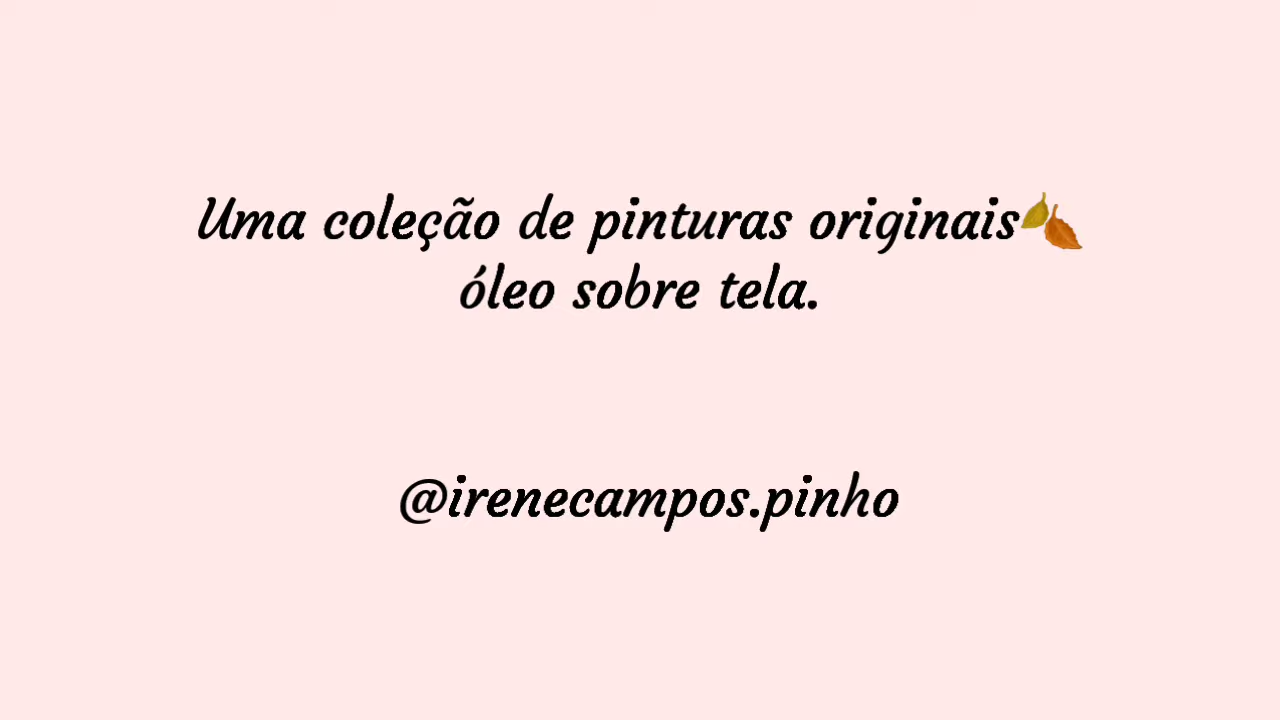 Uma coleção de pinturas originais🍂
óleo sobre tela.
@irenecampos.pinho